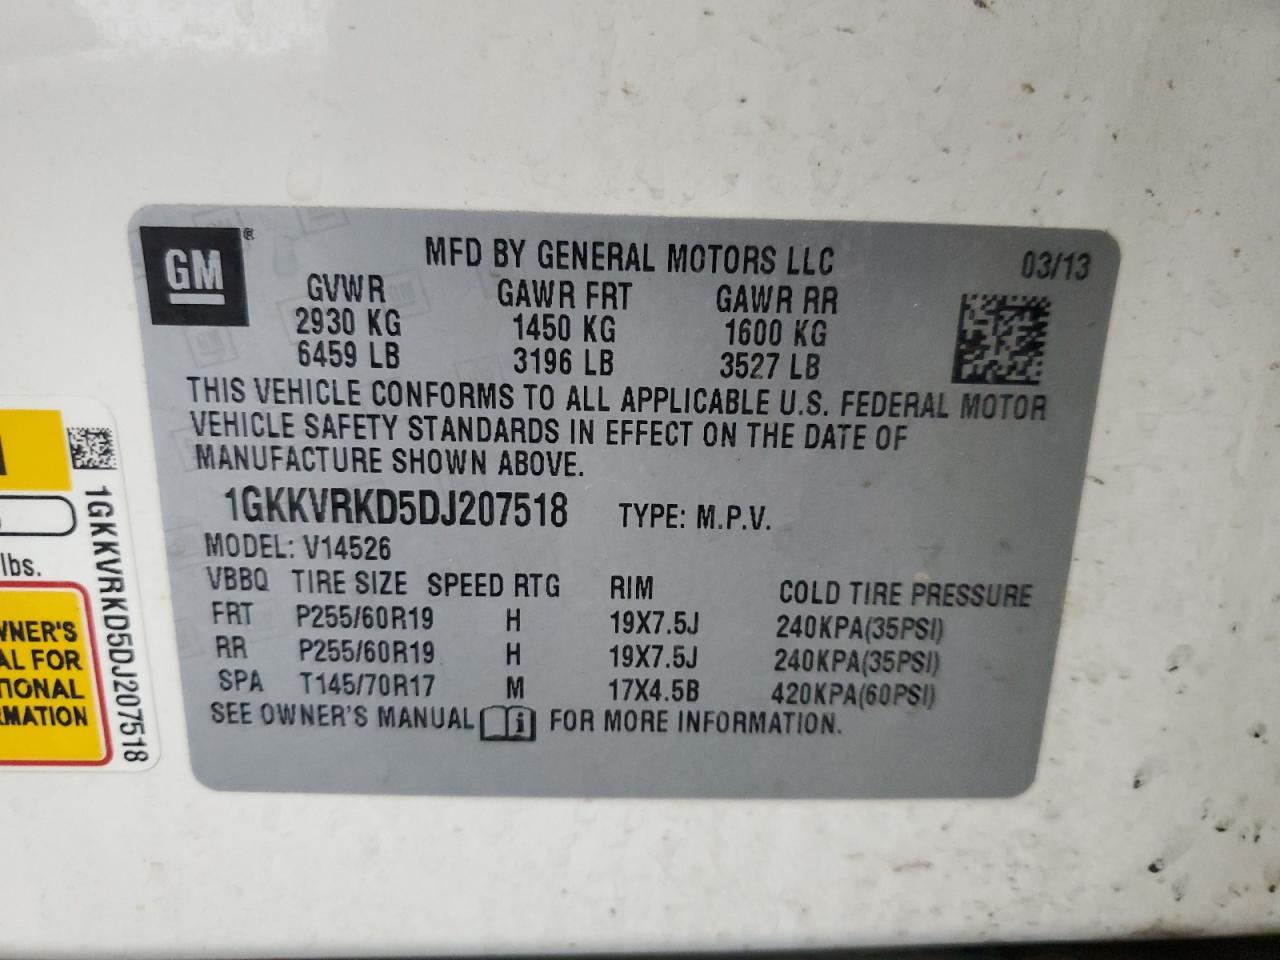 GM®
MFD BY GENERAL MOTORS LLC 03/13
GVWR GAWR FRT GAWR RR
2930 KG 1450 KG 1600 KG
6459 LB 3196 LB 3527 LB
THIS VEHICLE CONFORMS TO ALL APPLICABLE U.S. FEDERAL MOTOR
VEHICLE SAFETY STANDARDS IN EFFECT ON THE DATE OF
MANUFACTURE SHOWN ABOVE.
1GKKVRKD5DJ207518 TYPE: M.P.V.
MODEL: V14526
VBBQ TIRE SIZE SPEED RTG RIM COLD TIRE PRESSURE
FRT P255/60R19 H 19X7.5J 240KPA(35PSI)
RR P255/60R19 H 19X7.5J 240KPA(35PSI)
SPA T145/70R17 M 17X4.5B 420KPA(60PSI)
SEE OWNER'S MANUAL i FOR MORE INFORMATION.
lbs.
WNER'S
AL FOR
TIONAL
RMATION
1GKKVRKD5DJ207518